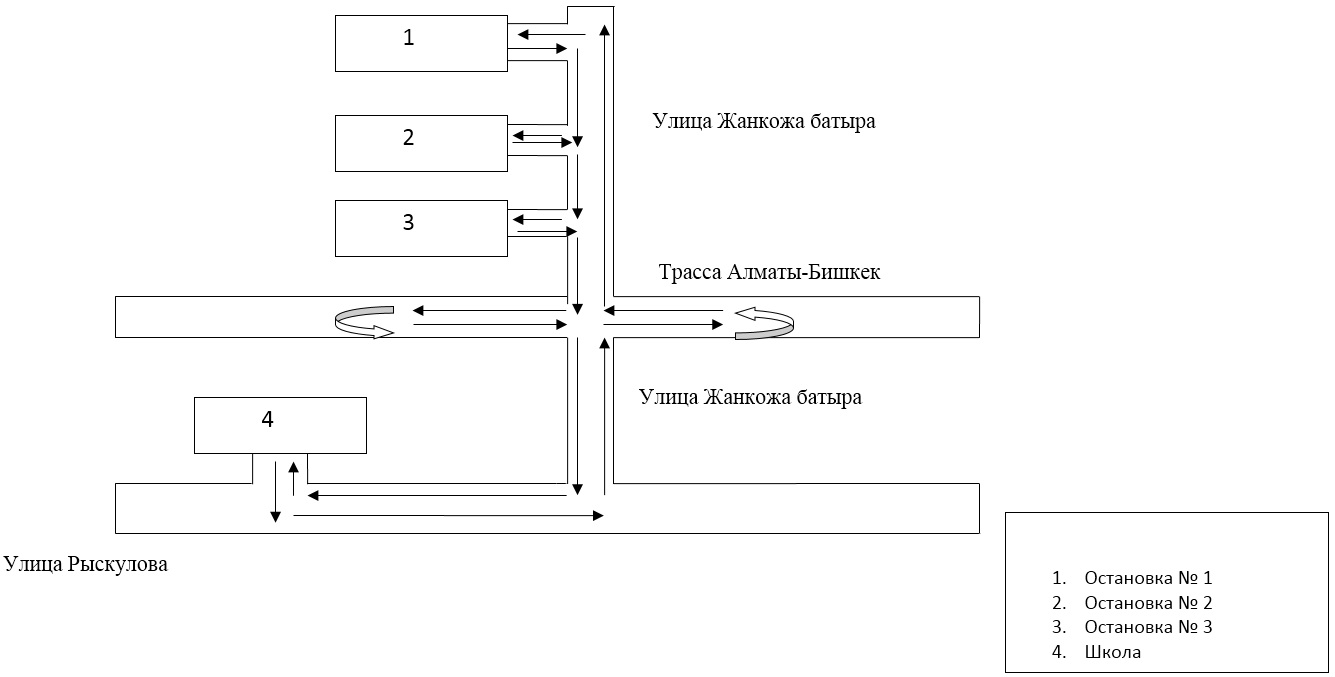 1
2
Улица Жанкожа батыра
3
Трасса Алматы-Бишкек
Улица Жанкожа батыра
4
Улица Рыскулова
1. Остановка № 1
2. Остановка № 2
3. Остановка № 3
4. Школа